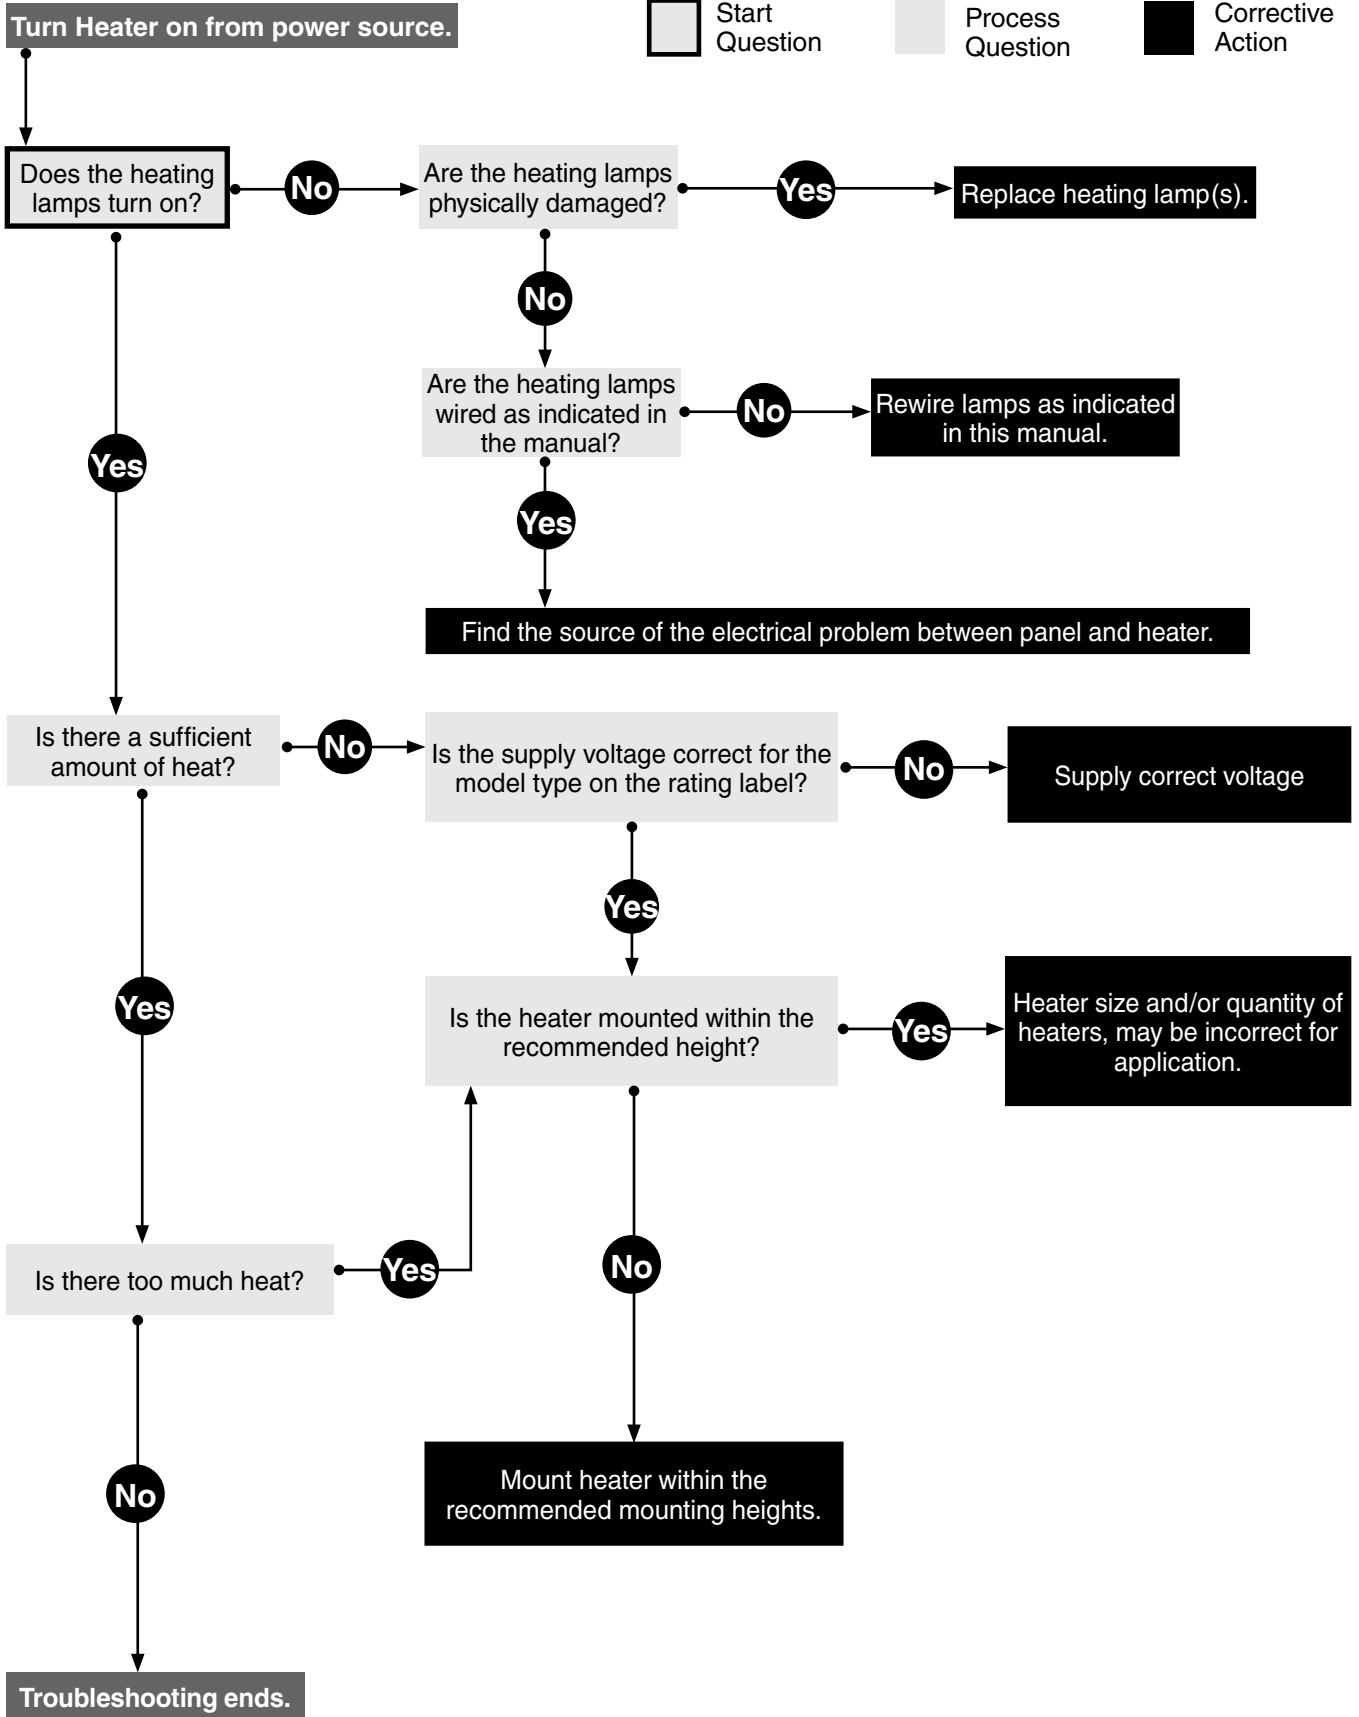 Turn Heater on from power source.
Start
Question
Process
Question
Corrective
Action
Does the heating
lamps turn on?
No
Are the heating lamps
physically damaged?
Yes
Replace heating lamp(s).
No
Are the heating lamps
wired as indicated in
the manual?
No
Rewire lamps as indicated
in this manual.
Yes
Yes
Find the source of the electrical problem between panel and heater.
Is there a sufficient
amount of heat?
No
Is the supply voltage correct for the
model type on the rating label?
No
Supply correct voltage
Yes
Yes
Is the heater mounted within the
recommended height?
Yes
Heater size and/or quantity of
heaters, may be incorrect for
application.
Is there too much heat?
Yes
No
No
Mount heater within the
recommended mounting heights.
Troubleshooting ends.